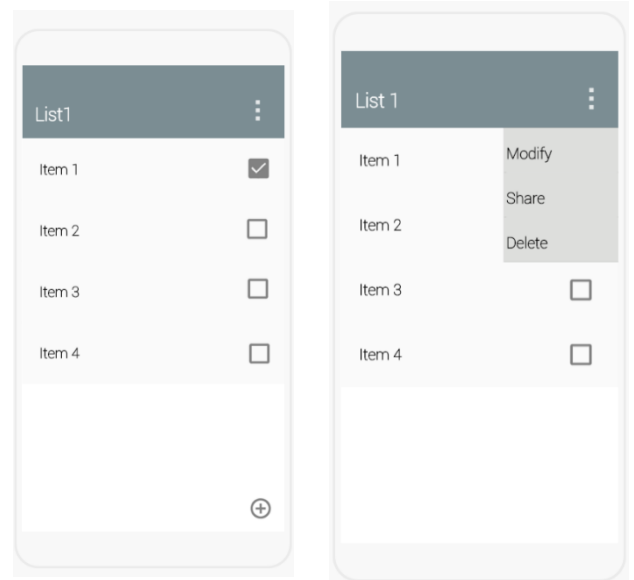 List1
Item 1
Item 2
Item 3
Item 4
List 1
Item 1
Modify
Share
Item 2
Delete
Item 3
Item 4